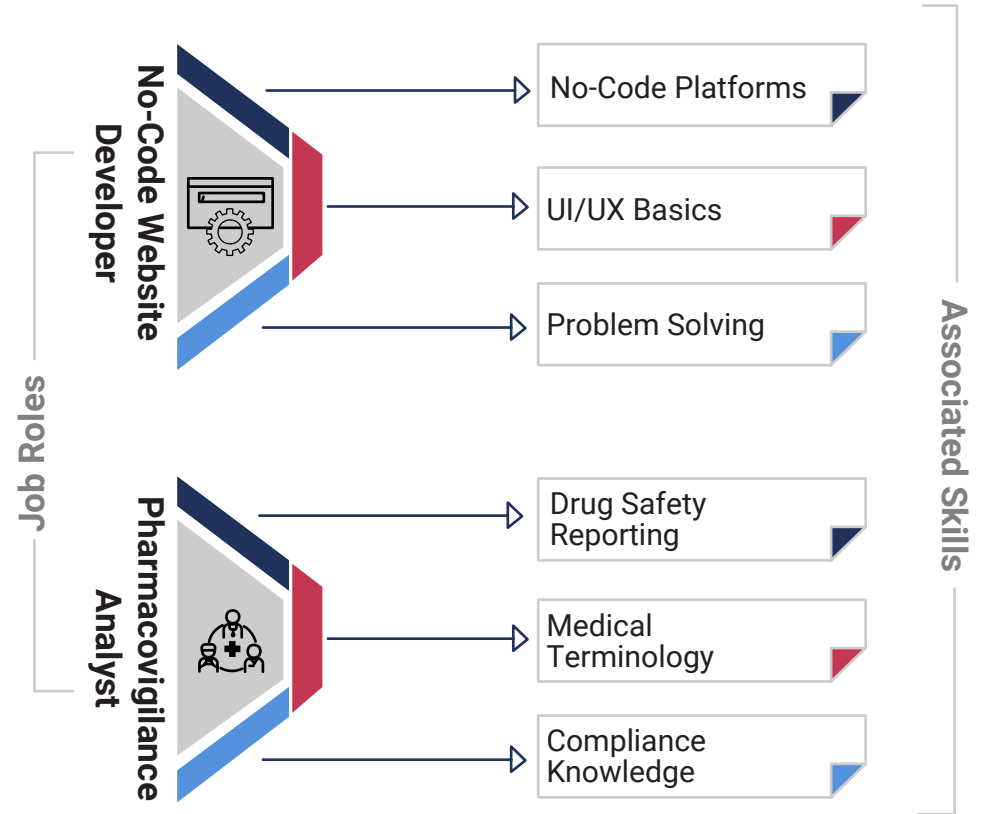 Job Roles
No-Code Website
Developer
No-Code Platforms
UI/UX Basics
Problem Solving
Pharmacovigilance
Analyst
Drug Safety
Reporting
Medical
Terminology
Compliance
Knowledge
Associated Skills